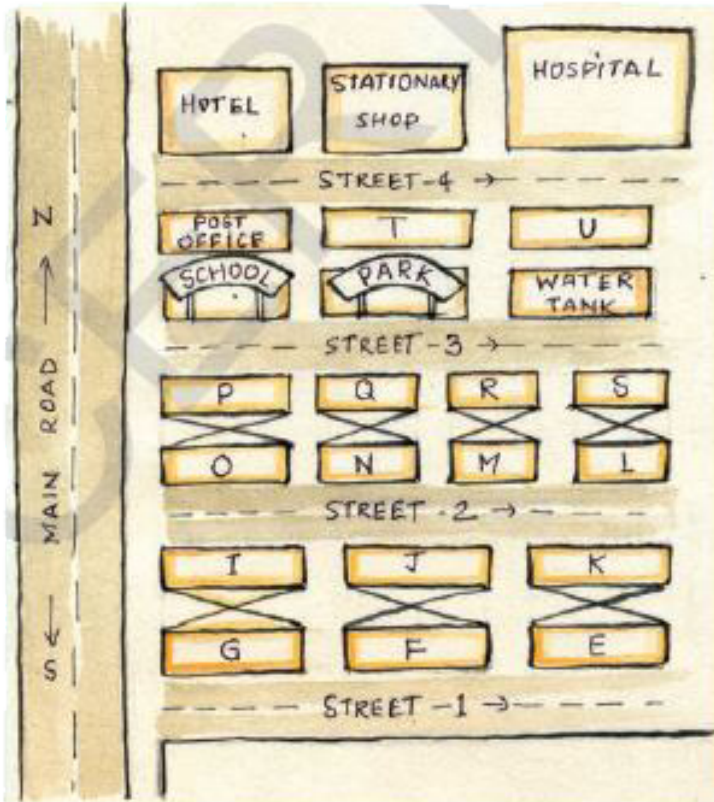 HOTEL
STATIONARY
SHOP
HOSPITAL
STREET-4 →
POST
OFFICE
T
U
SCHOOL
PARK
WATER
TANK
STREET-3 →
P
Q
R
S
O
N
M
L
STREET-2 →
I
J
K
G
F
E
STREET-1 →
S ← MAIN ROAD → N